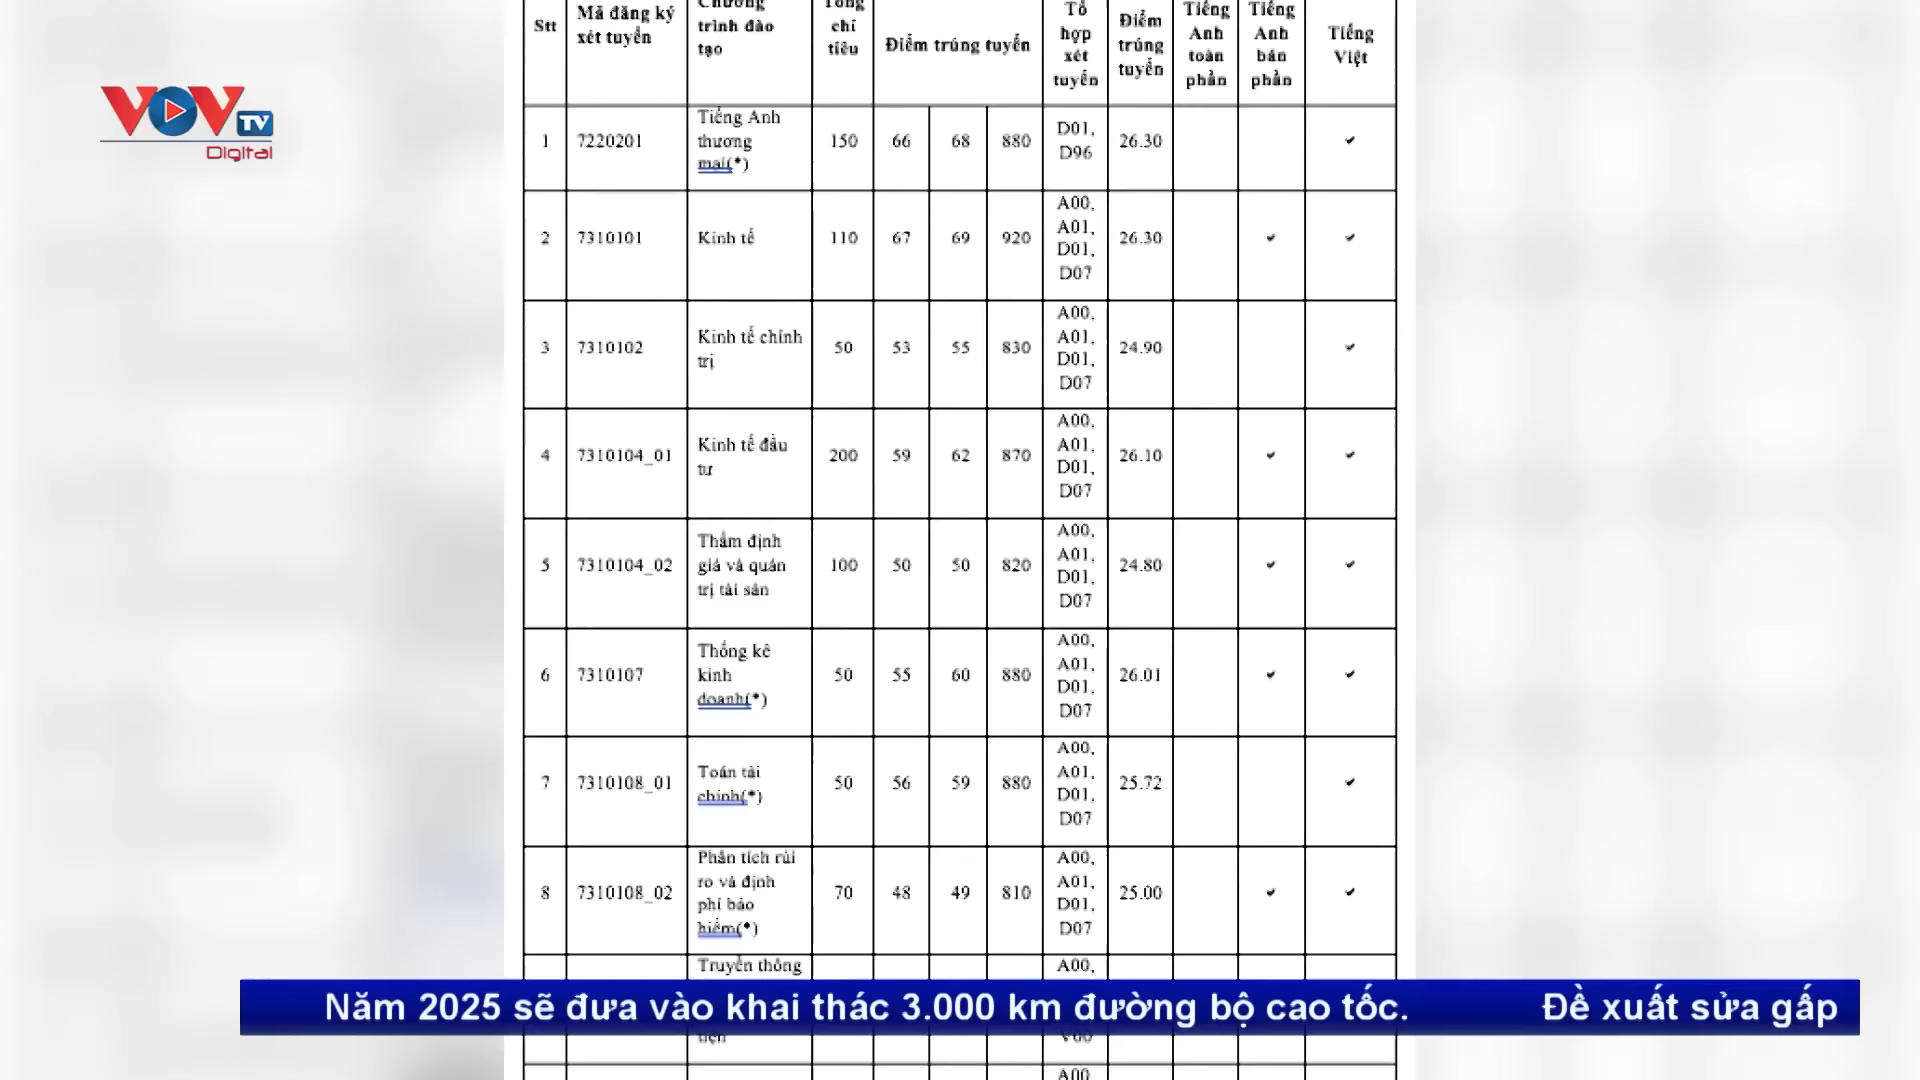 VOV TV
Digital
Stt
Mã đăng ký xét tuyển
Chương trình đào tạo
Tổng chỉ tiêu
Điểm trúng tuyển
Tổ hợp xét tuyển
Điểm trúng tuyển
Tiếng Anh toàn phần
Tiếng Anh bán phần
Tiếng Việt
1 7220201 Tiếng Anh thương mại(*) 150 66 68 880 D01, D96 26.30 ✔
2 7310101 Kinh tế 110 67 69 920 A00, A01, D01, D07 26.30 ✔ ✔
3 7310102 Kinh tế chính trị 50 53 55 830 A00, A01, D01, D07 24.90 ✔
4 7310104_01 Kinh tế đầu tư 200 59 62 870 A00, A01, D01, D07 26.10 ✔ ✔
5 7310104_02 Thẩm định giá và quản trị tài sản 100 50 50 820 A00, A01, D01, D07 24.80 ✔ ✔
6 7310107 Thống kê kinh doanh(*) 50 55 60 880 A00, A01, D01, D07 26.01 ✔ ✔
7 7310108_01 Toán tài chính(*) 50 56 59 880 A00, A01, D01, D07 25.72 ✔
8 7310108_02 Phân tích rủi ro và định phí bảo hiểm(*) 70 48 49 810 A00, A01, D01, D07 25.00 ✔ ✔
Truyền thông A00,
Năm 2025 sẽ đưa vào khai thác 3.000 km đường bộ cao tốc. Đề xuất sửa gấp
A00